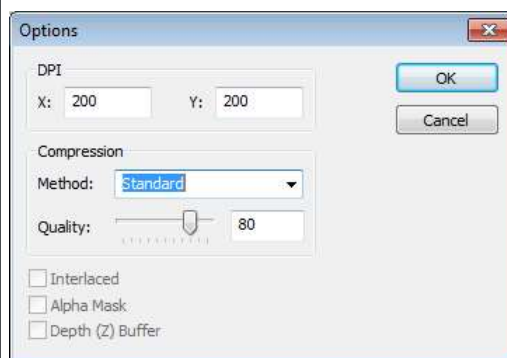 Options
DPI
X: 200 Y: 200
OK
Cancel
Compression
Method: Standard
Quality: 80
Interlaced
Alpha Mask
Depth (Z) Buffer